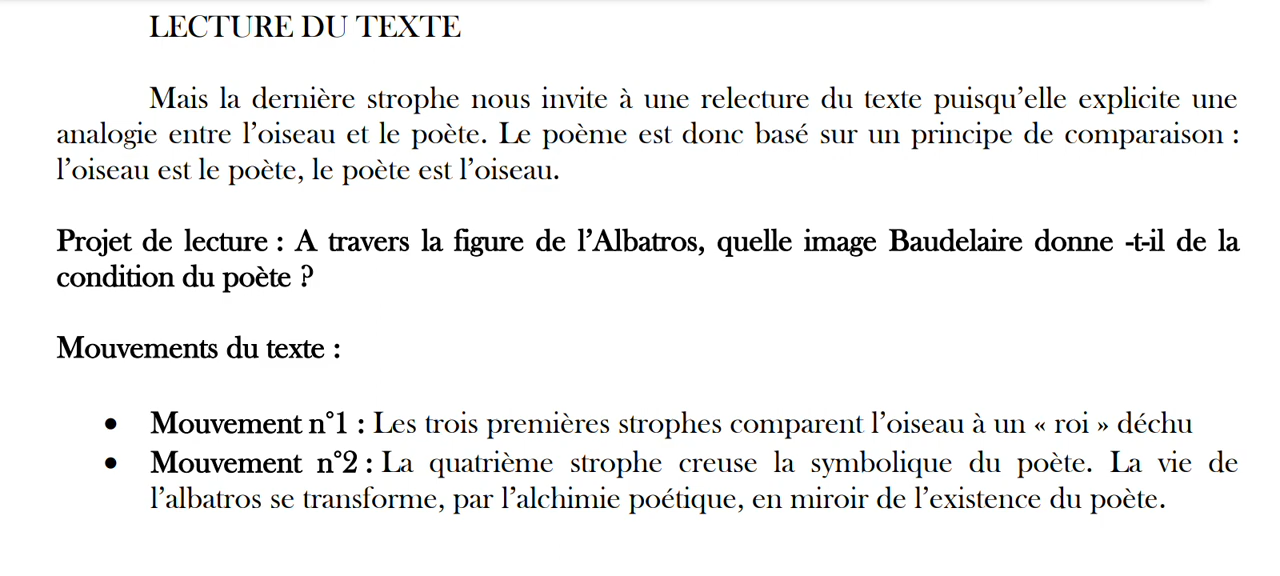 LECTURE DU TEXTE
Mais la dernière strophe nous invite à une relecture du texte puisqu’elle explicite une
analogie entre l’oiseau et le poète. Le poème est donc basé sur un principe de comparaison :
l’oiseau est le poète, le poète est l’oiseau.
Projet de lecture : A travers la figure de l’Albatros, quelle image Baudelaire donne -t-il de la
condition du poète ?
Mouvements du texte :
• Mouvement n°1 : Les trois premières strophes comparent l’oiseau à un « roi » déchu
• Mouvement n°2 : La quatrième strophe creuse la symbolique du poète. La vie de
l’albatros se transforme, par l’alchimie poétique, en miroir de l’existence du poète.